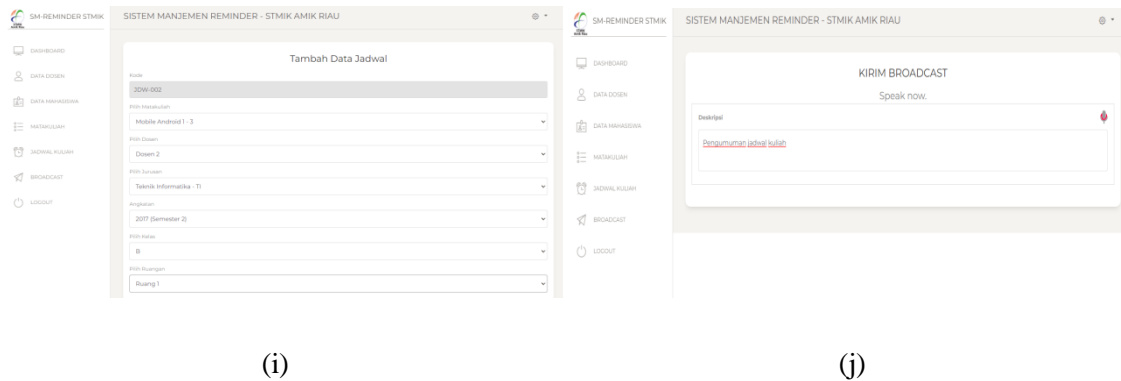 SM-REMINDER STMIK
SISTEM MANJEMEN REMINDER - STMIK AMIK RIAU
DASHBOARD
DATA DOSEN
DATA MAHASISWA
MATAKULIAH
JADWAL KULIAH
BROADCAST
LOGOUT
Tambah Data Jadwal
Kode
JDW-002
Pilih Matakuliah
Mobile Android 1 - 3
Pilih Dosen
Dosen 2
Pilih Jurusan
Teknik Informatika - TI
Angkatan
2017 (Semester 2)
Pilih Kelas
B
Pilih Ruangan
Ruang 1
(i)
SM-REMINDER STMIK
SISTEM MANJEMEN REMINDER - STMIK AMIK RIAU
DASHBOARD
DATA DOSEN
DATA MAHASISWA
MATAKULIAH
JADWAL KULIAH
BROADCAST
LOGOUT
KIRIM BROADCAST
Speak now.
Deskripsi
Pengumuman jadwal kuliah
(j)